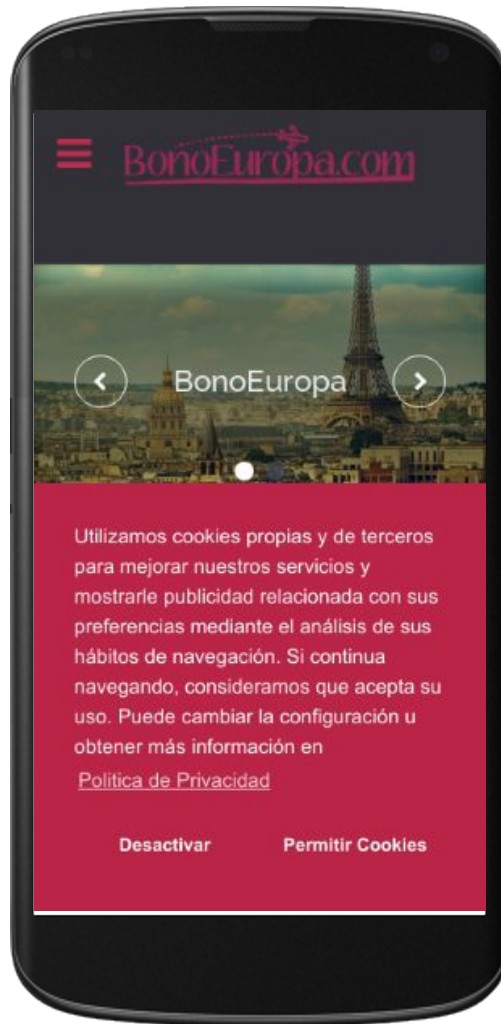 BonoEuropa.com
BonoEuropa
Utilizamos cookies propias y de terceros
para mejorar nuestros servicios y
mostrarle publicidad relacionada con sus
preferencias mediante el análisis de sus
hábitos de navegación. Si continua
navegando, consideramos que acepta su
uso. Puede cambiar la configuración u
obtener más información en
Politica de Privacidad
Desactivar Permitir Cookies